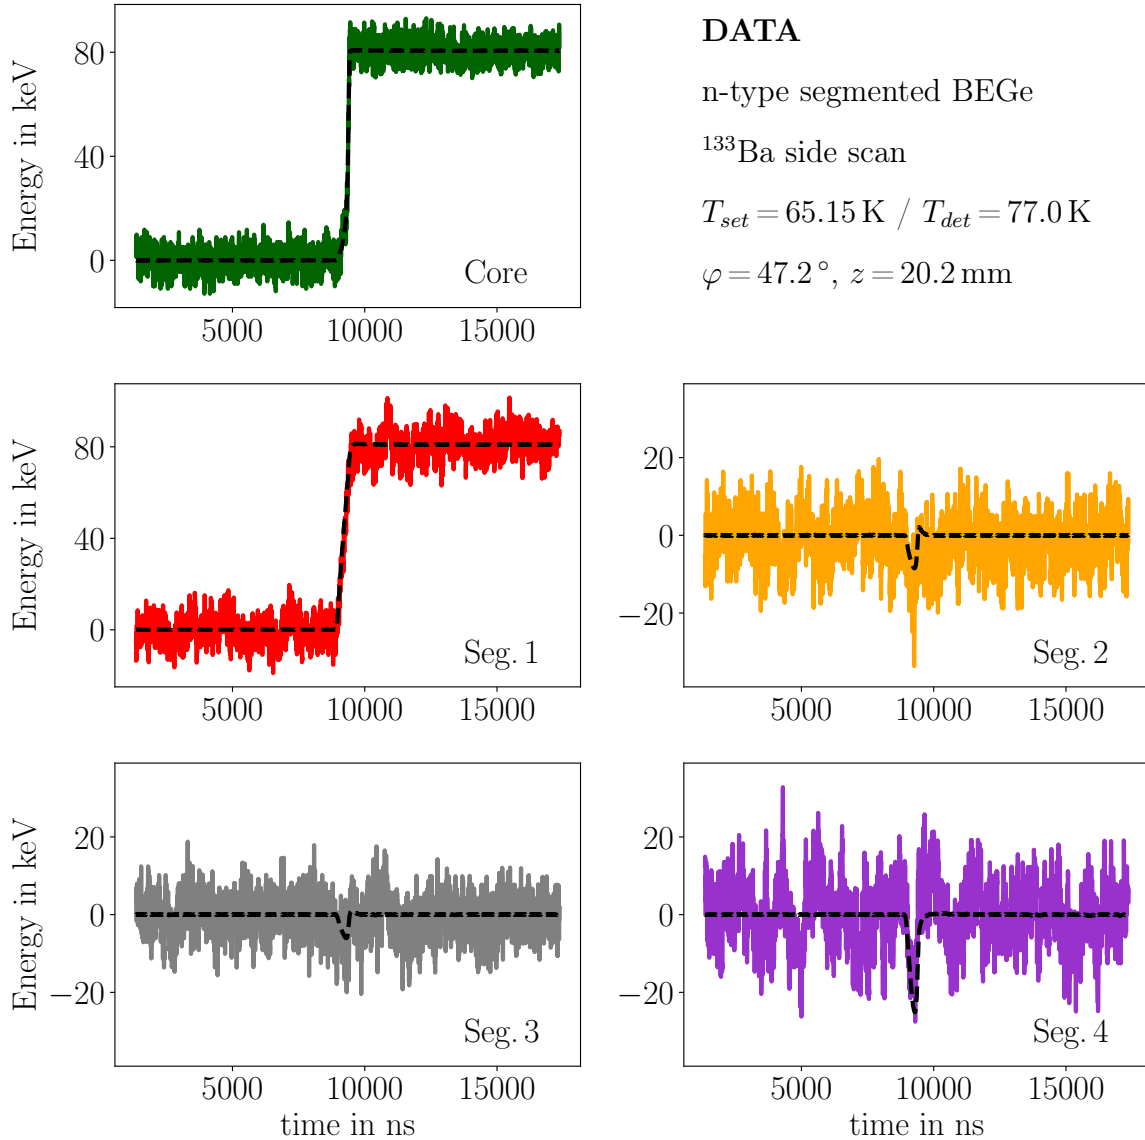 DATA
n-type segmented BEGe
¹³³Ba side scan
T_set = 65.15 K / T_det = 77.0 K
φ = 47.2°, z = 20.2 mm
Energy in keV
80
40
0
Core
5000 10000 15000
Energy in keV
80
40
0
Seg. 1
5000 10000 15000
20
0
−20
Seg. 2
5000 10000 15000
Energy in keV
20
0
−20
Seg. 3
5000 10000 15000
time in ns
20
0
−20
Seg. 4
5000 10000 15000
time in ns